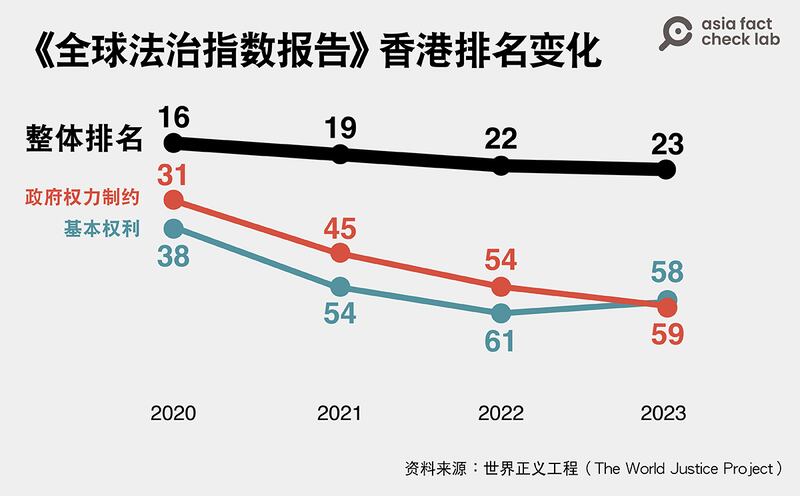 《全球法治指数报告》香港排名变化
asia fact
check lab
整体排名
16 19 22 23
政府权力制约
31 45 54 59
基本权利
38 54 61 58
2020 2021 2022 2023
资料来源：世界正义工程（The World Justice Project）